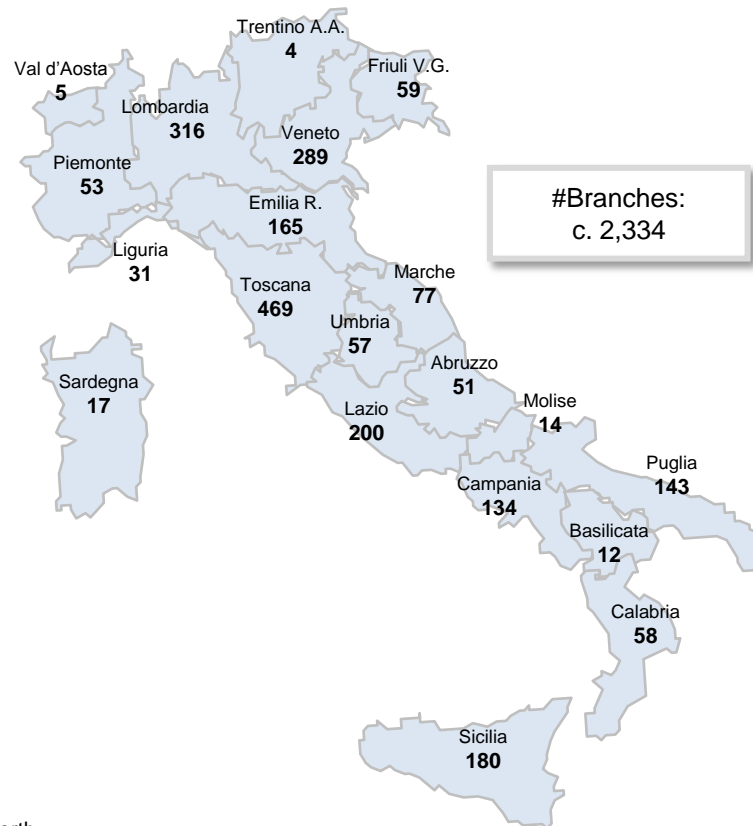 Trentino A.A.
4
Val d'Aosta
5
Friuli V.G.
59
Lombardia
316
Veneto
289
Piemonte
53
#Branches:
c. 2,334
Emilia R.
165
Liguria
31
Marche
77
Toscana
469
Umbria
57
Abruzzo
51
Sardegna
17
Molise
14
Lazio
200
Puglia
143
Campania
134
Basilicata
12
Calabria
58
Sicilia
180